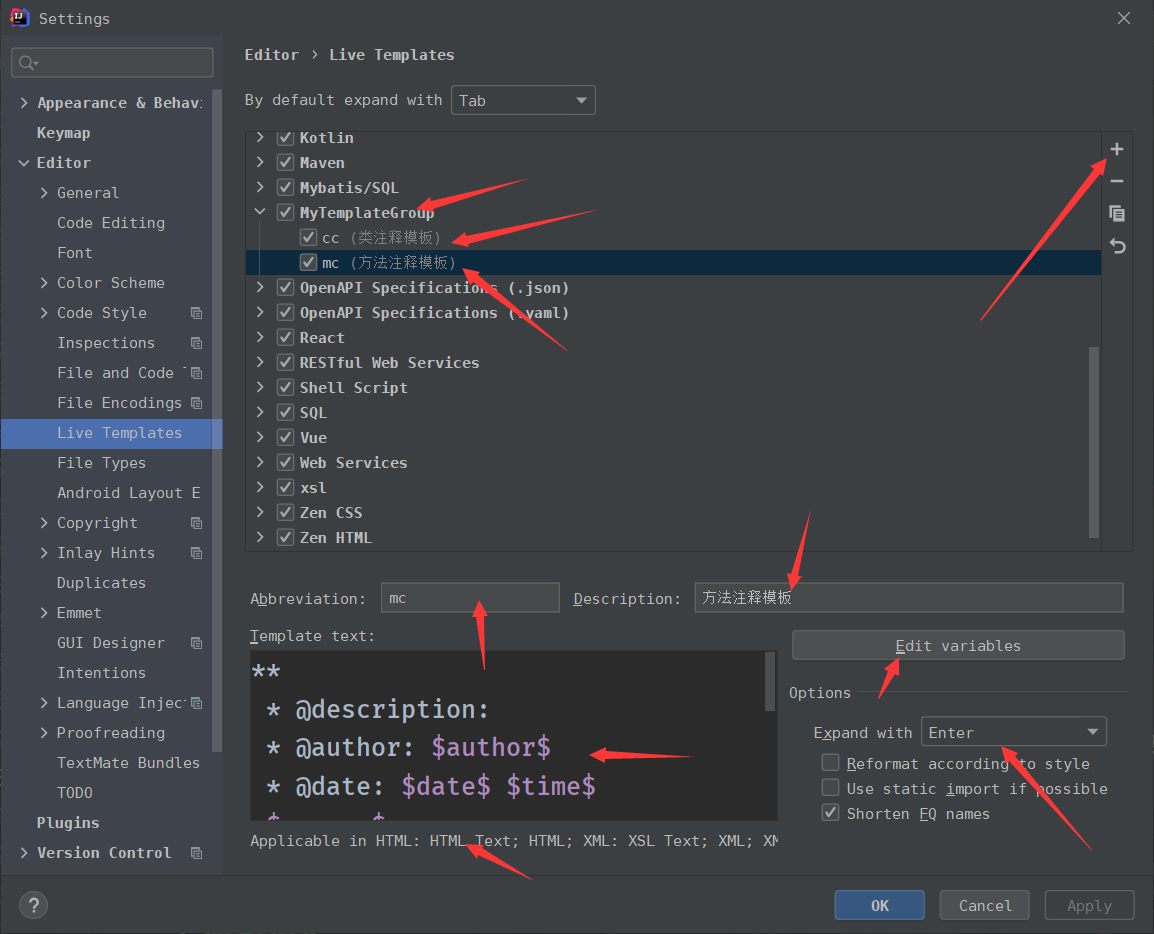 Settings
Editor › Live Templates
By default expand with Tab
Appearance & Behav
Keymap
Editor
General
Code Editing
Font
Color Scheme
Code Style
Inspections
File and Code
File Encodings
Live Templates
File Types
Android Layout E
Copyright
Inlay Hints
Duplicates
Emmet
GUI Designer
Intentions
Language Injec
Proofreading
TextMate Bundles
TODO
Plugins
Version Control
Kotlin
Maven
Mybatis/SQL
MyTemplateGroup
cc (类注释模板)
mc (方法注释模板)
OpenAPI Specifications (.json)
OpenAPI Specifications (.yaml)
React
RESTful Web Services
Shell Script
SQL
Vue
Web Services
xsl
Zen CSS
Zen HTML
Abbreviation: mc Description: 方法注释模板
Template text:
**
* @description:
* @author: $author$
* @date: $date$ $time$
Edit variables
Options
Expand with Enter
Reformat according to style
Use static import if possible
Shorten FQ names
Applicable in HTML: HTML Text; HTML; XML: XSL Text; XML; XM
? OK Cancel Apply